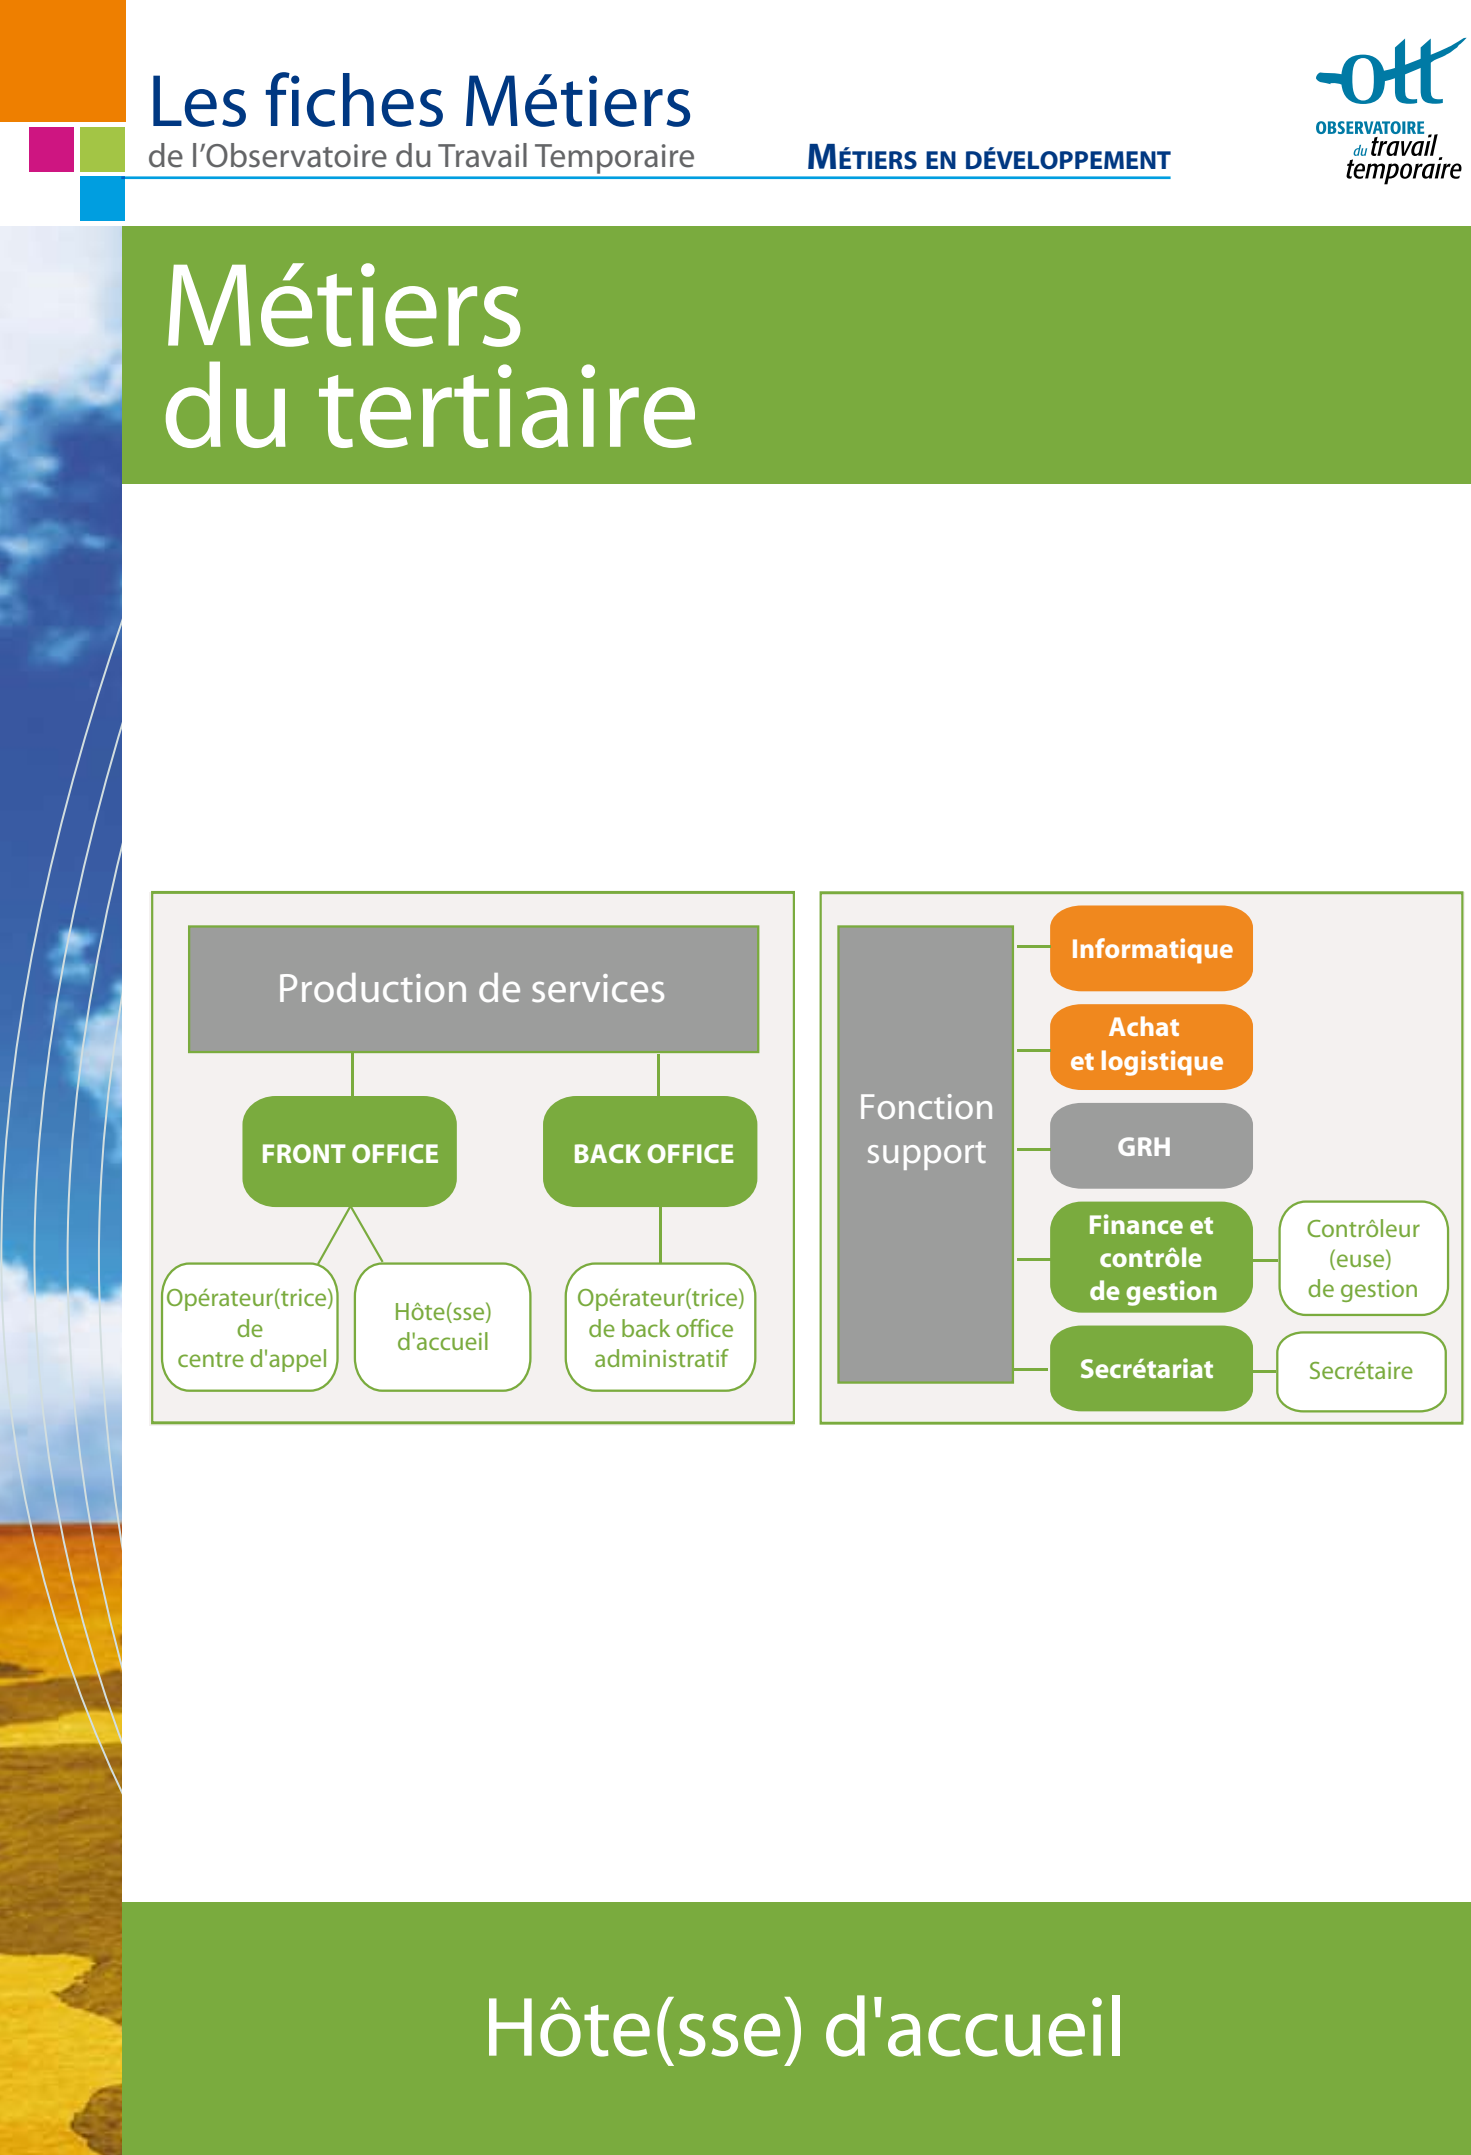 Les fiches Métiers
de l’Observatoire du Travail Temporaire
MÉTIERS EN DÉVELOPPEMENT
ott
OBSERVATOIRE
du travail
temporaire
Métiers
du tertiaire
Production de services
FRONT OFFICE
BACK OFFICE
Opérateur(trice)
de
centre d'appel
Hôte(sse)
d'accueil
Opérateur(trice)
de back office
administratif
Fonction
support
Informatique
Achat
et logistique
GRH
Finance et
contrôle
de gestion
Contrôleur
(euse)
de gestion
Secrétariat
Secrétaire
Hôte(sse) d'accueil